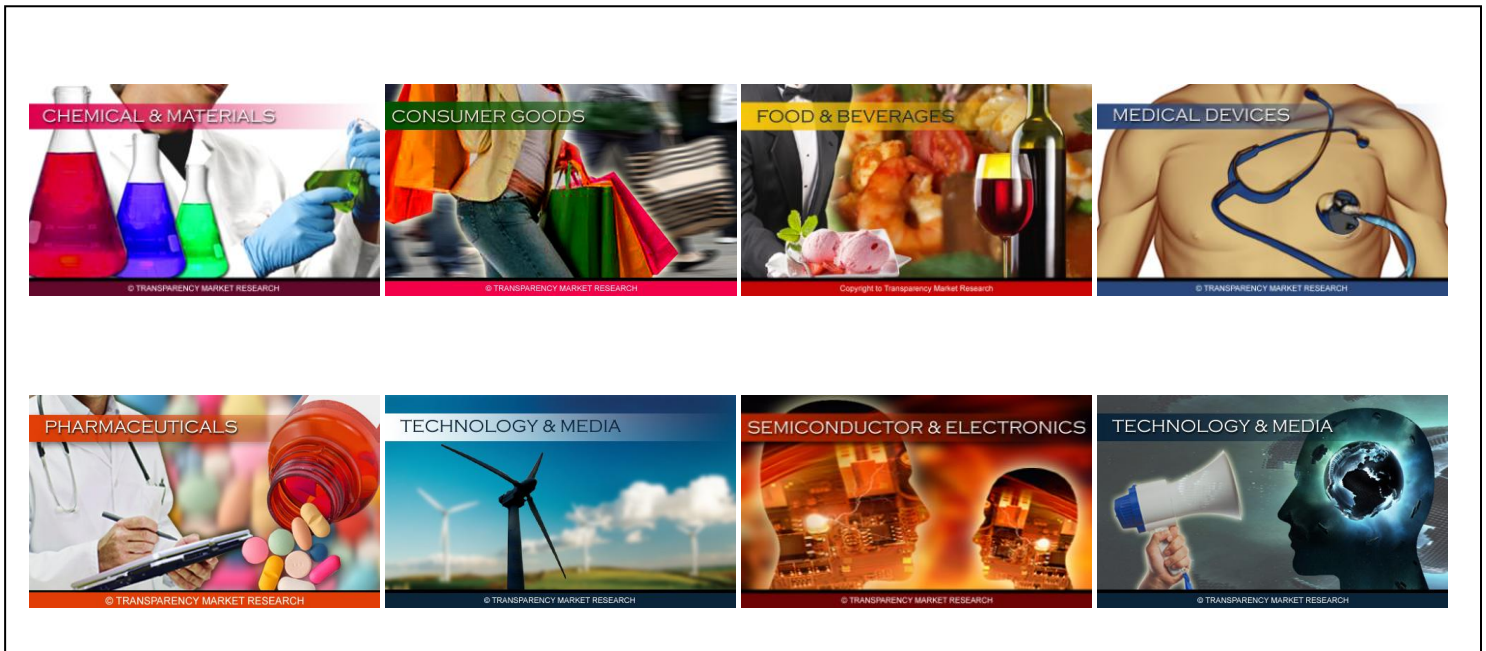 CHEMICAL & MATERIALS
CONSUMER GOODS
FOOD & BEVERAGES
MEDICAL DEVICES
© TRANSPARENCY MARKET RESEARCH
© TRANSPARENCY MARKET RESEARCH
Copyright to Transparency Market Research
© TRANSPARENCY MARKET RESEARCH
PHARMACEUTICALS
TECHNOLOGY & MEDIA
SEMICONDUCTOR & ELECTRONICS
TECHNOLOGY & MEDIA
© TRANSPARENCY MARKET RESEARCH
© TRANSPARENCY MARKET RESEARCH
© TRANSPARENCY MARKET RESEARCH
© TRANSPARENCY MARKET RESEARCH